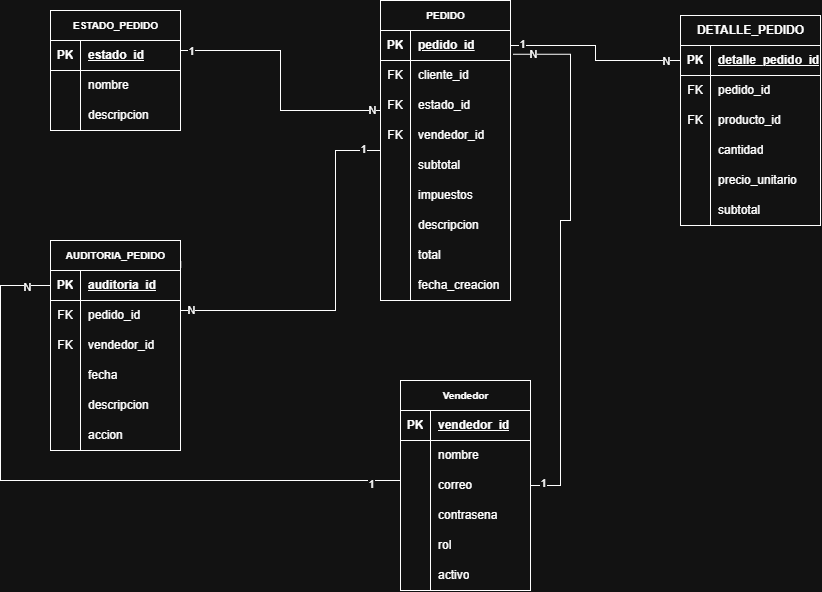 ESTADO_PEDIDO
PK estado_id
nombre
descripcion
1
N
PEDIDO
PK pedido_id
FK cliente_id
FK estado_id
FK vendedor_id
subtotal
impuestos
descripcion
total
fecha_creacion
1
N
N
DETALLE_PEDIDO
PK detalle_pedido_id
FK pedido_id
FK producto_id
cantidad
precio_unitario
subtotal
1
N
AUDITORIA_PEDIDO
PK auditoria_id
FK pedido_id
FK vendedor_id
fecha
descripcion
accion
N
1
Vendedor
PK vendedor_id
nombre
correo
contrasena
rol
activo
1